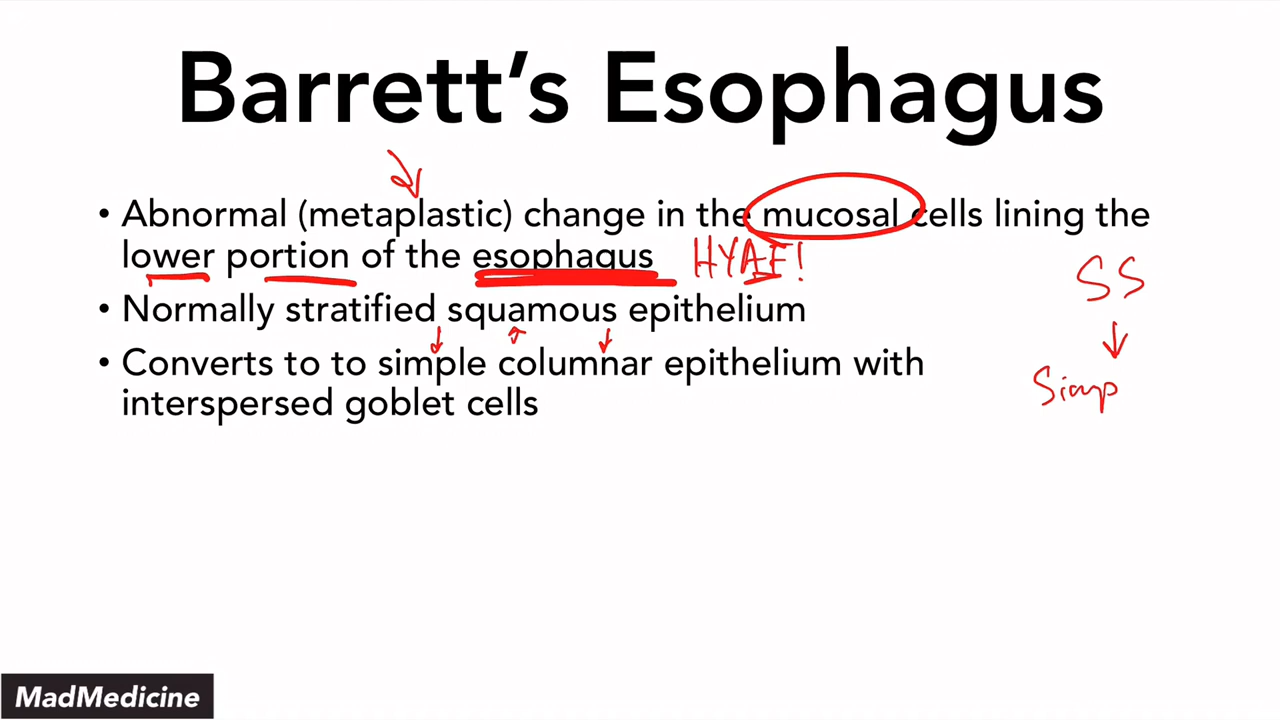 Barrett's Esophagus
• Abnormal (metaplastic) change in the mucosal cells lining the
lower portion of the esophagus HYAF!
• Normally stratified squamous epithelium
SS
• Converts to to simple columnar epithelium with
interspersed goblet cells
Simp
MadMedicine